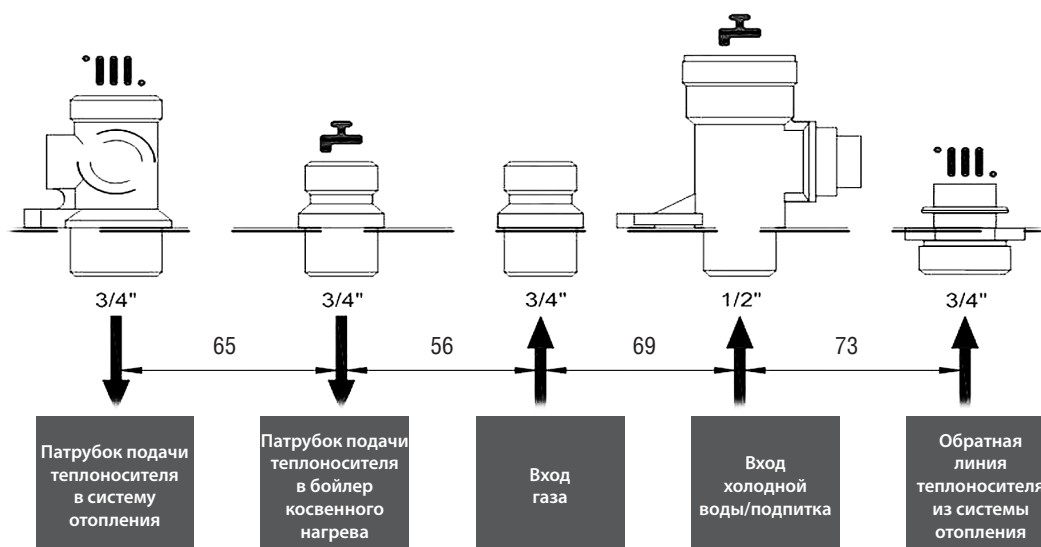 3/4" 3/4" 3/4" 1/2" 3/4"
65 56 69 73
Патрубок подачи
теплоносителя
в систему
отопления
Патрубок подачи
теплоносителя
в бойлер
косвенного
нагрева
Вход
газа
Вход
холодной
воды/подпитка
Обратная
линия
теплоносителя
из системы
отопления